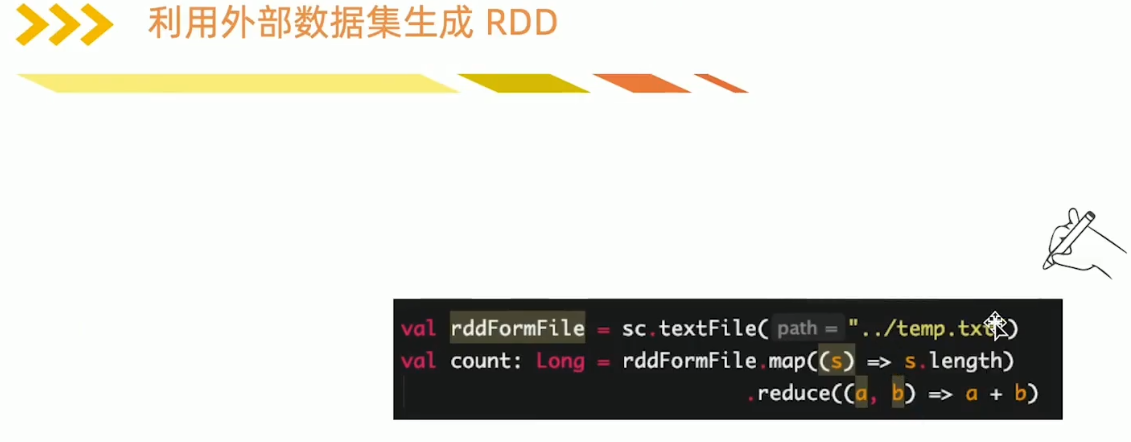 利用外部数据集生成 RDD
val rddFormFile = sc.textFile( path = "../temp.txt")
val count: Long = rddFormFile.map((s) => s.length)
.reduce((a, b) => a + b)